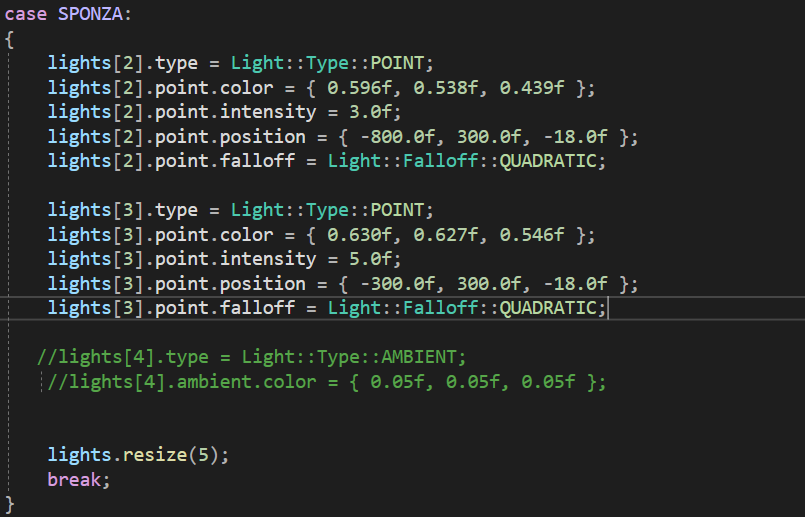 case SPONZA:
{
lights[2].type = Light::Type::POINT;
lights[2].point.color = { 0.596f, 0.538f, 0.439f };
lights[2].point.intensity = 3.0f;
lights[2].point.position = { -800.0f, 300.0f, -18.0f };
lights[2].point.falloff = Light::Falloff::QUADRATIC;
lights[3].type = Light::Type::POINT;
lights[3].point.color = { 0.630f, 0.627f, 0.546f };
lights[3].point.intensity = 5.0f;
lights[3].point.position = { -300.0f, 300.0f, -18.0f };
lights[3].point.falloff = Light::Falloff::QUADRATIC;
//lights[4].type = Light::Type::AMBIENT;
//lights[4].ambient.color = { 0.05f, 0.05f, 0.05f };
lights.resize(5);
break;
}